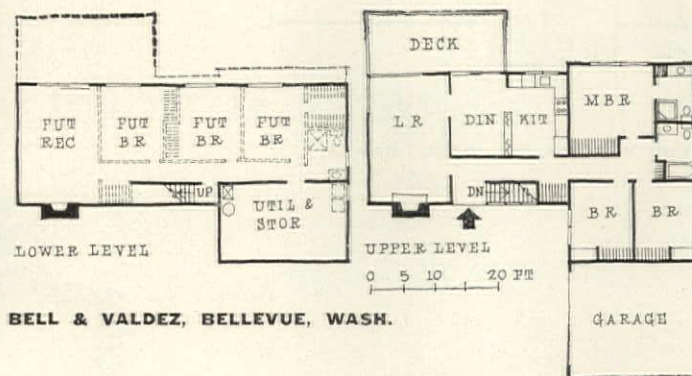 FUT
REC
FUT
BR
FUT
BR
FUT
BR
UP
UTIL &
STOR
LOWER LEVEL
DECK
LR
DIN
KIT
MBR
DN
BR
BR
UPPER LEVEL
0 5 10 20 FT
GARAGE
BELL & VALDEZ, BELLEVUE, WASH.